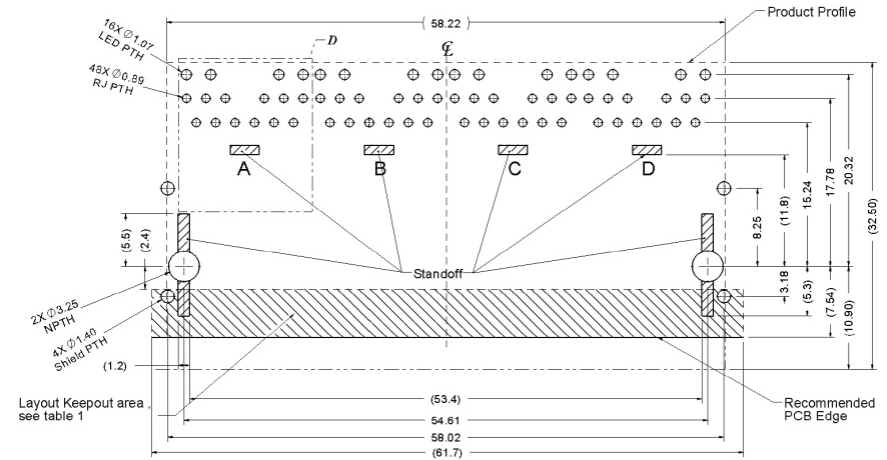 58.22
Product Profile
16X Ø1.07
LED PTH
D
℄
48X Ø0.89
RJ PTH
A
B
C
D
(5.5)
(2.4)
8.25
(11.8)
15.24
17.78
20.32
(32.50)
Standoff
2X Ø3.25
NPTH
4X Ø1.40
Shield PTH
3.18
(5.3)
(7.54)
(10.90)
(1.2)
Layout Keepout area
see table 1
(53.4)
54.61
58.02
(61.7)
Recommended
PCB Edge